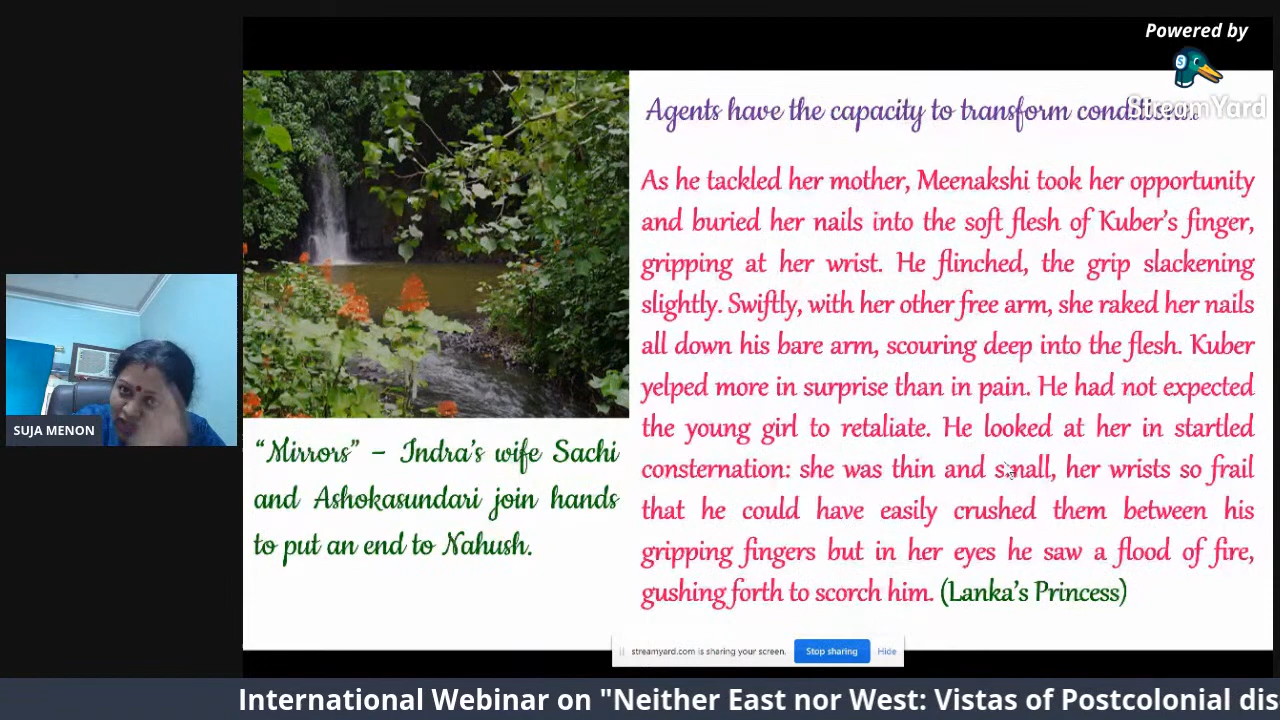 Powered by
StreamYard
Agents have the capacity to transform
As he tackled her mother, Meenakshi took her opportunity
and buried her nails into the soft flesh of Kuber's finger,
gripping at her wrist. He flinched, the grip slackening
slightly. Swiftly, with her other free arm, she raked her nails
all down his bare arm, scouring deep into the flesh. Kuber
yelped more in surprise than in pain. He had not expected
the young girl to retaliate. He looked at her in startled
consternation: she was thin and small, her wrists so frail
that he could have easily crushed them between his
gripping fingers but in her eyes he saw a flood of fire,
gushing forth to scorch him. (Lanka's Princess)
"Mirrors" – Indra's wife Sachi
and Ashokasundari join hands
to put an end to Nahush.
SUJA MENON
streamyard.com is sharing your screen. Stop sharing Hide
International Webinar on "Neither East nor West: Vistas of Postcolonial dis